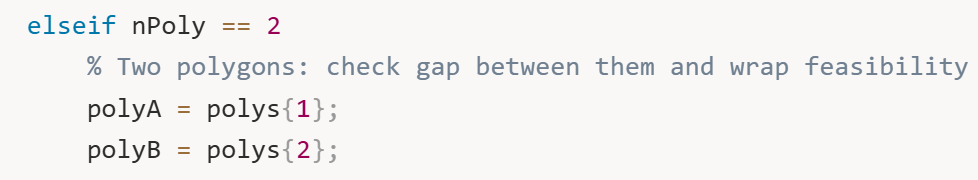 elseif nPoly == 2
    % Two polygons: check gap between them and wrap feasibility
    polyA = polys{1};
    polyB = polys{2};